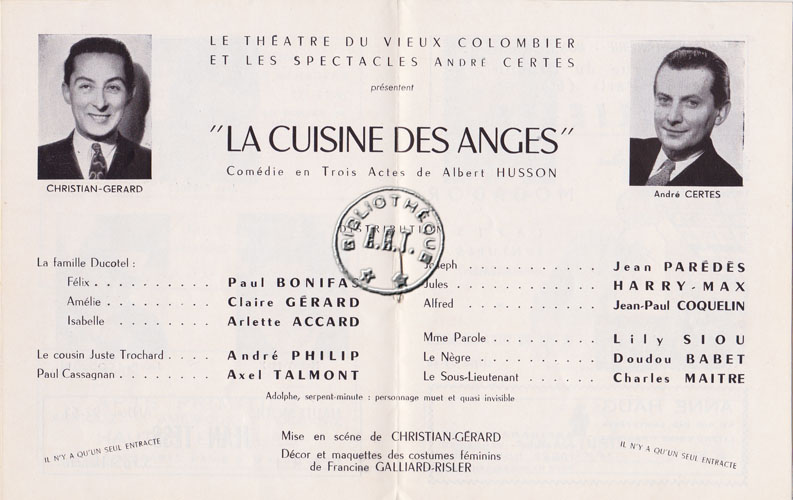 LE THÉATRE DU VIEUX COLOMBIER
ET LES SPECTACLES ANDRÉ CERTES
présentent
"LA CUISINE DES ANGES"
Comédie en Trois Actes de Albert HUSSON
CHRISTIAN-GERARD
André CERTES
DISTRIBUTION
BIBLIOTHÈQUE
A.R.T.
La famille Ducotel :
Félix . . . . . . . . . . Paul BONIFAS
Amélie . . . . . . . . . Claire GÉRARD
Isabelle . . . . . . . . Arlette ACCARD
Le cousin Juste Trochard . . . . André PHILIP
Paul Cassagnan . . . . . . . . Axel TALMONT
Joseph . . . . . . . . . . Jean PARÉDÈS
Jules . . . . . . . . . . HARRY-MAX
Alfred . . . . . . . . . . Jean-Paul COQUELIN
Mme Parole . . . . . . . . Lily SIOU
Le Nègre . . . . . . . . . Doudou BABET
Le Sous-Lieutenant . . . . . . Charles MAITRE
Adolphe, serpent-minute : personnage muet et quasi invisible
Mise en scéne de CHRISTIAN-GÉRARD
Décor et maquettes des costumes féminins
de Francine GALLIARD-RISLER
IL N'Y A QU'UN SEUL ENTRACTE
IL N'Y A QU'UN SEUL ENTRACTE